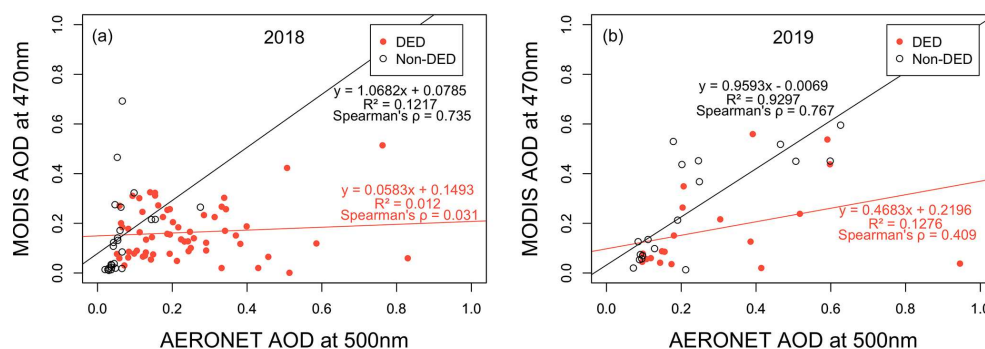 MODIS AOD at 470nm
1.0
0.8
0.6
0.4
0.2
0.0
(a)
2018
DED
Non-DED
y = 1.0682x + 0.0785
R² = 0.1217
Spearman's ρ = 0.735
y = 0.0583x + 0.1493
R² = 0.012
Spearman's ρ = 0.031
0.0 0.2 0.4 0.6 0.8 1.0
AERONET AOD at 500nm
MODIS AOD at 470nm
1.0
0.8
0.6
0.4
0.2
0.0
(b)
2019
DED
Non-DED
y = 0.9593x - 0.0069
R² = 0.9297
Spearman's ρ = 0.767
y = 0.4683x + 0.2196
R² = 0.1276
Spearman's ρ = 0.409
0.0 0.2 0.4 0.6 0.8 1.0
AERONET AOD at 500nm